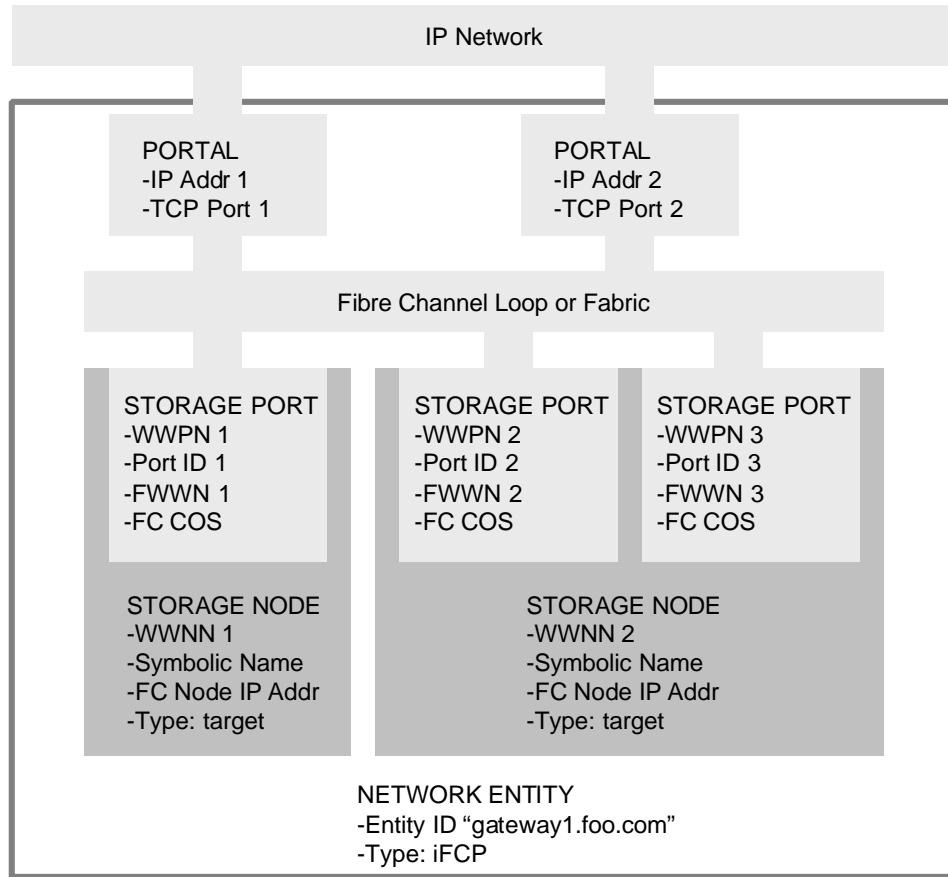 IP Network
PORTAL
-IP Addr 1
-TCP Port 1
PORTAL
-IP Addr 2
-TCP Port 2
Fibre Channel Loop or Fabric
STORAGE PORT
-WWPN 1
-Port ID 1
-FWWN 1
-FC COS
STORAGE PORT
-WWPN 2
-Port ID 2
-FWWN 2
-FC COS
STORAGE PORT
-WWPN 3
-Port ID 3
-FWWN 3
-FC COS
STORAGE NODE
-WWNN 1
-Symbolic Name
-FC Node IP Addr
-Type: target
STORAGE NODE
-WWNN 2
-Symbolic Name
-FC Node IP Addr
-Type: target
NETWORK ENTITY
-Entity ID “gateway1.foo.com”
-Type: iFCP